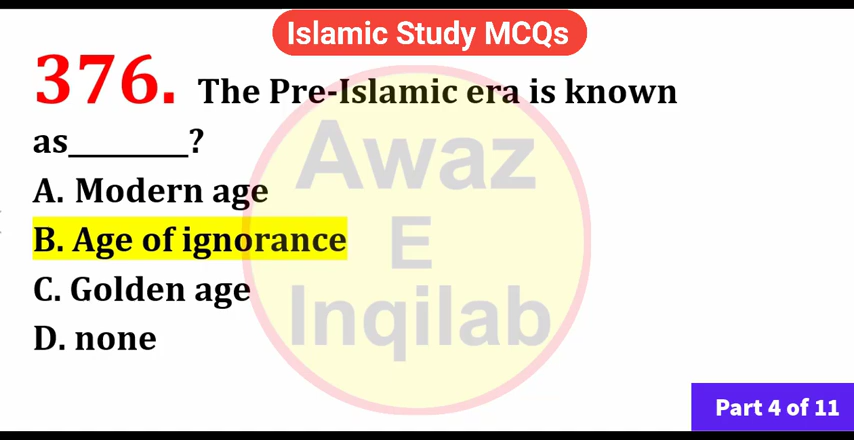 Islamic Study MCQs
376. The Pre-Islamic era is known
as________?
A. Modern age
B. Age of ignorance
C. Golden age
D. none
Awaz
E
Inqilab
Part 4 of 11